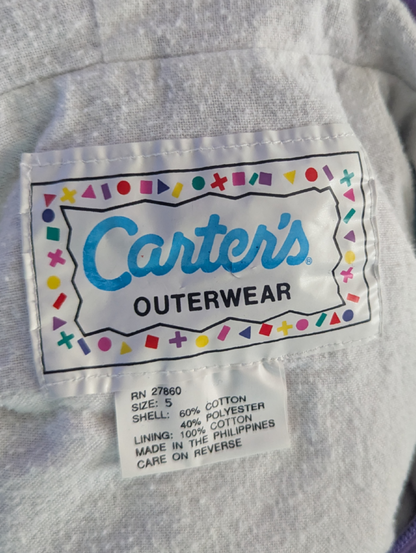 Carter's®
OUTERWEAR
RN 27860
SIZE: 5
SHELL: 60% COTTON
40% POLYESTER
LINING: 100% COTTON
MADE IN THE PHILIPPINES
CARE ON REVERSE